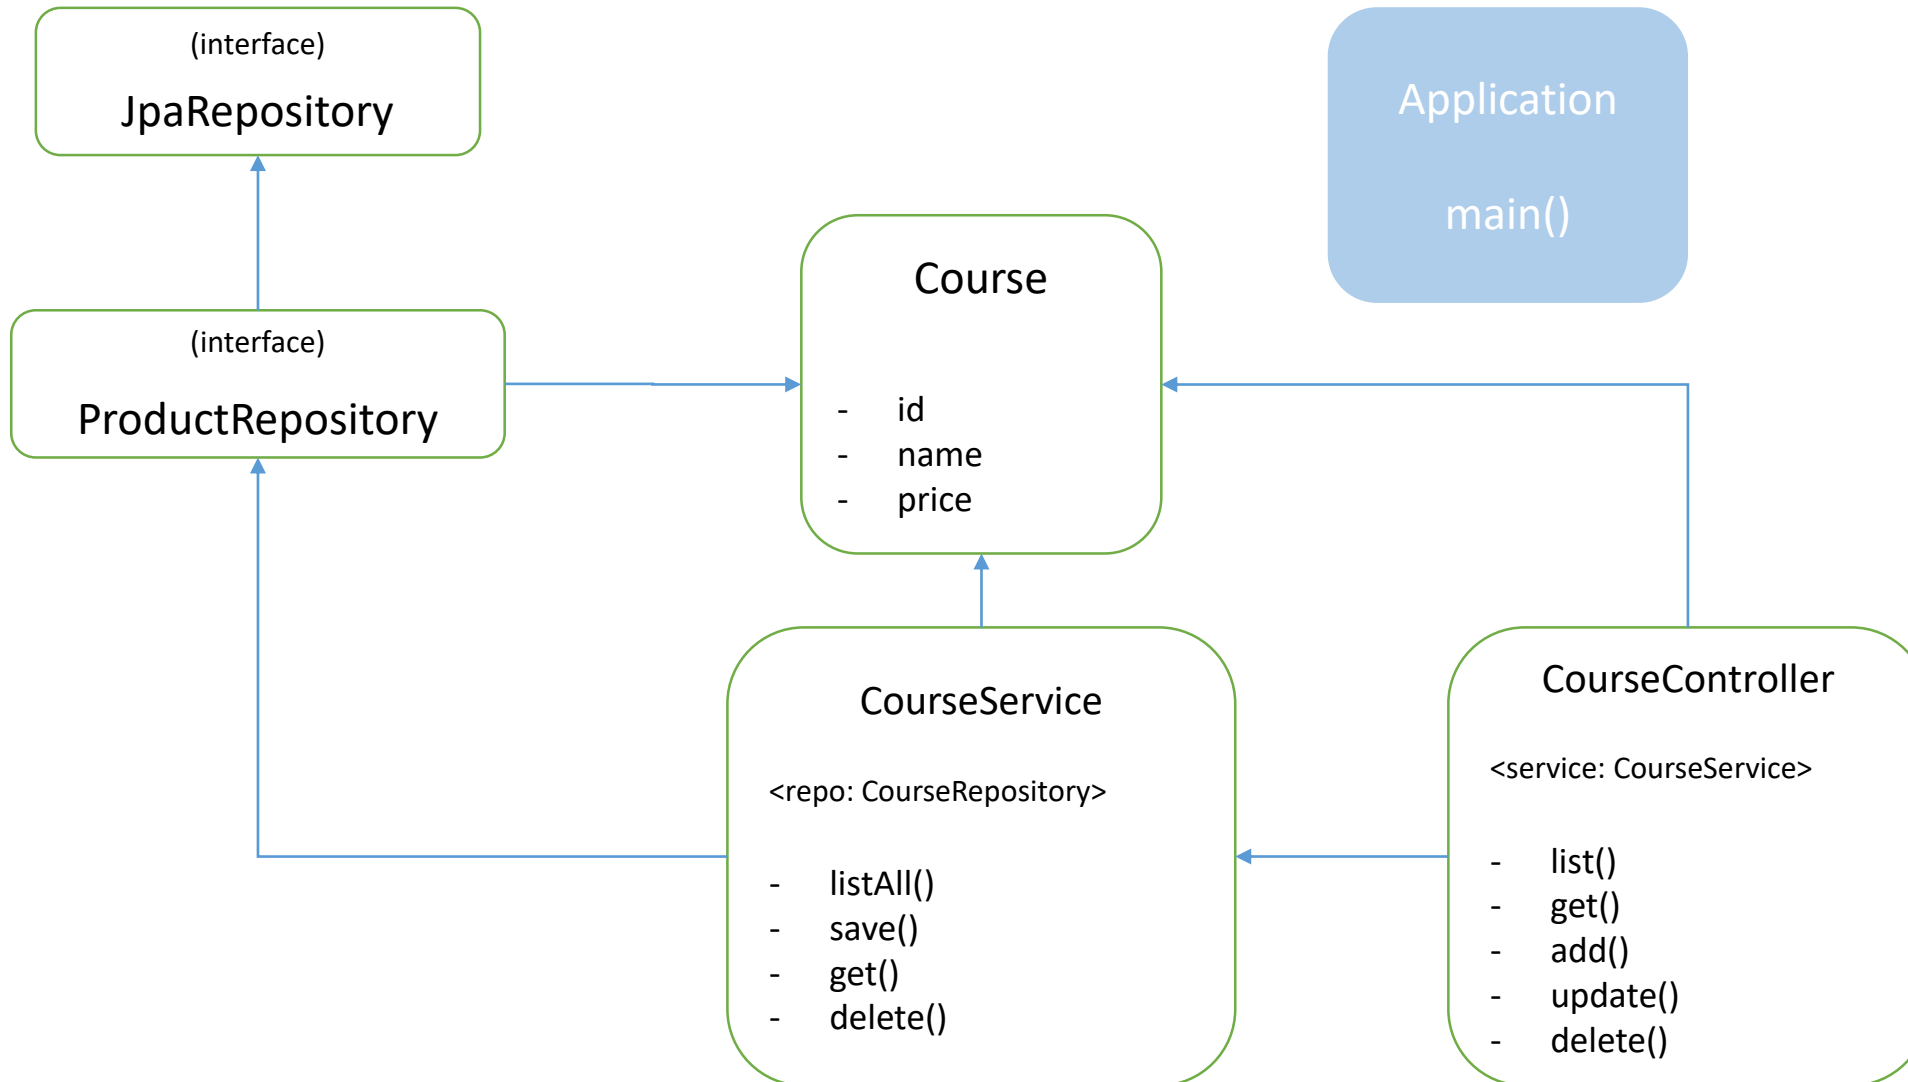 (interface)
JpaRepository
Application
main()
(interface)
ProductRepository
Course
- id
- name
- price
CourseService
<repo: CourseRepository>
- listAll()
- save()
- get()
- delete()
CourseController
<service: CourseService>
- list()
- get()
- add()
- update()
- delete()